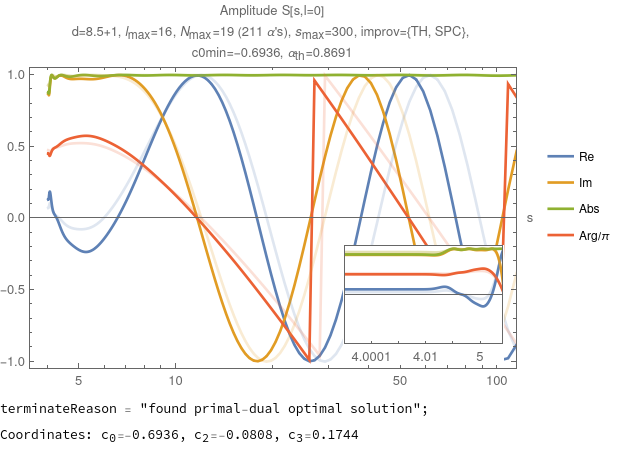 Amplitude S[s,l=0]
d=8.5+1, lmax=16, Nmax=19 (211 α's), smax=300, improv={TH, SPC},
c0min=-0.6936, αth=0.8691
1.0
0.5
0.0
-0.5
-1.0
5 10 50 100
s
4.0001 4.01 5
Re
Im
Abs
Arg/π
terminateReason = "found primal-dual optimal solution";
Coordinates: c0=-0.6936, c2=-0.0808, c3=0.1744